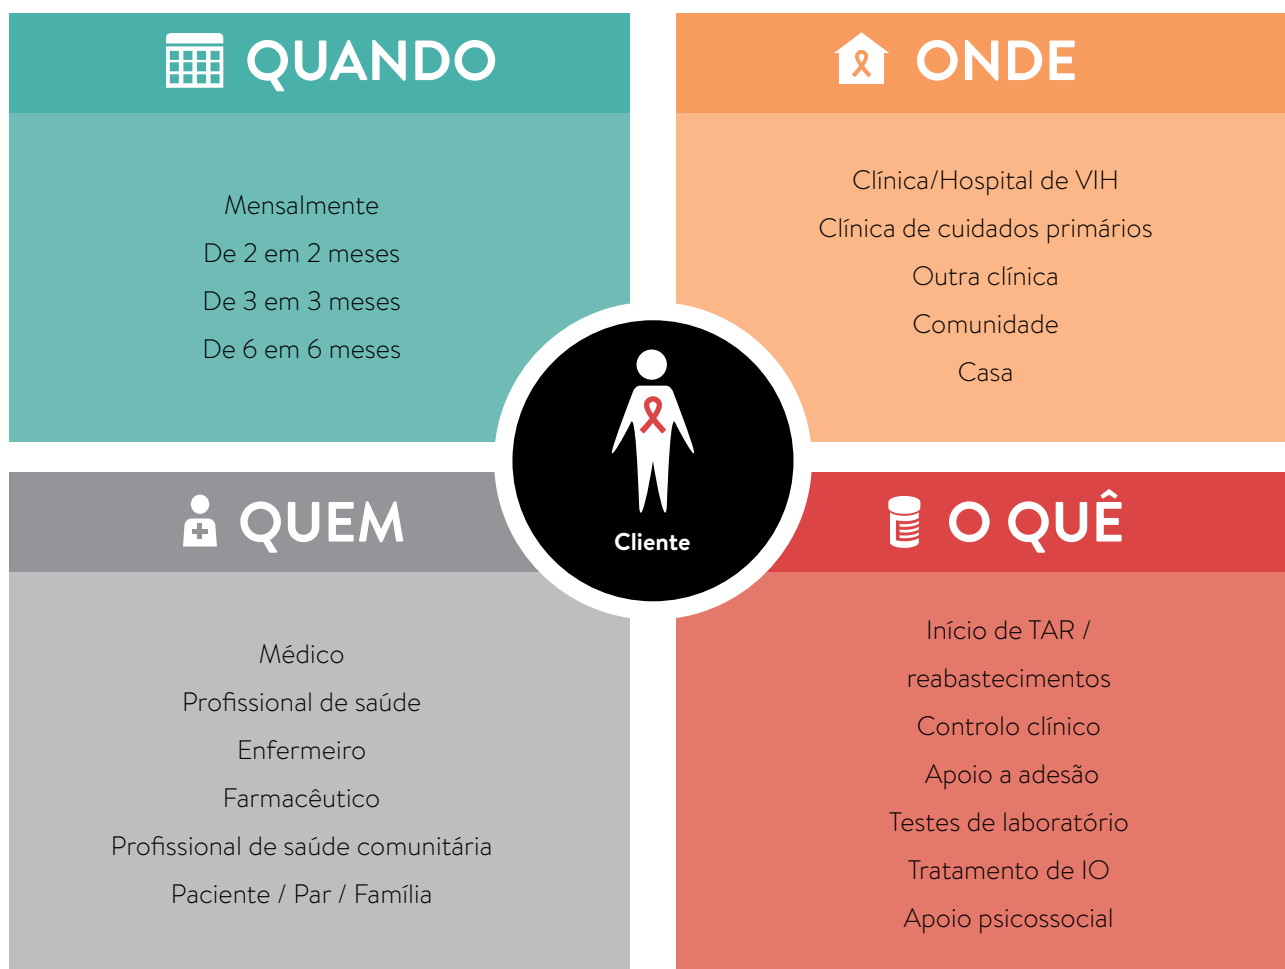 QUANDO
Mensalmente
De 2 em 2 meses
De 3 em 3 meses
De 6 em 6 meses
ONDE
Clínica/Hospital de VIH
Clínica de cuidados primários
Outra clínica
Comunidade
Casa
Cliente
QUEM
Médico
Profissional de saúde
Enfermeiro
Farmacêutico
Profissional de saúde comunitária
Paciente / Par / Família
O QUÊ
Início de TAR /
reabastecimentos
Controlo clínico
Apoio a adesão
Testes de laboratório
Tratamento de IO
Apoio psicossocial